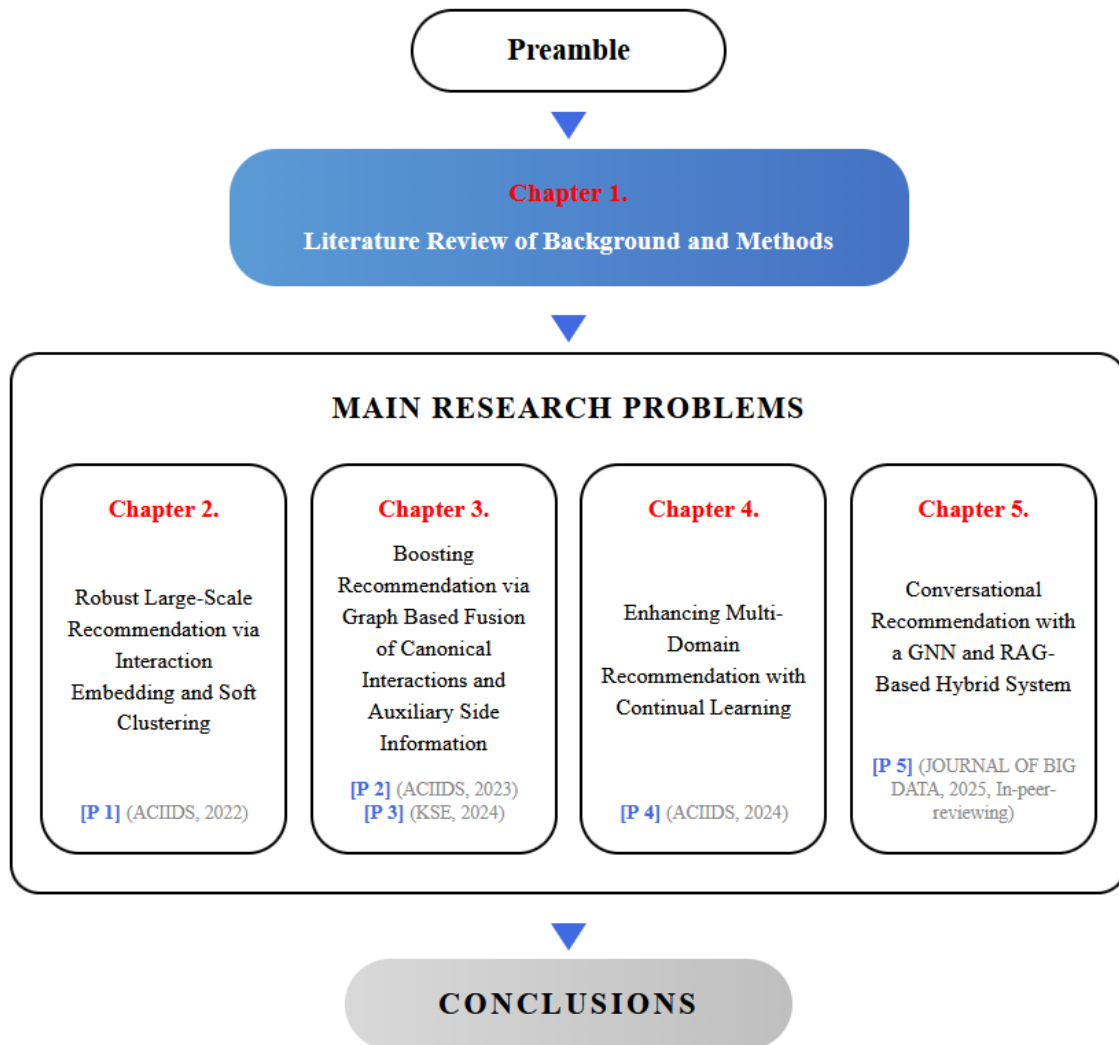 Preamble
Chapter 1.
Literature Review of Background and Methods
MAIN RESEARCH PROBLEMS
Chapter 2.
Robust Large-Scale
Recommendation via
Interaction
Embedding and Soft
Clustering
[P 1] (ACIIDS, 2022)
Chapter 3.
Boosting
Recommendation via
Graph Based Fusion
of Canonical
Interactions and
Auxiliary Side
Information
[P 2] (ACIIDS, 2023)
[P 3] (KSE, 2024)
Chapter 4.
Enhancing Multi-
Domain
Recommendation with
Continual Learning
[P 4] (ACIIDS, 2024)
Chapter 5.
Conversational
Recommendation with
a GNN and RAG-
Based Hybrid System
[P 5] (JOURNAL OF BIG
DATA, 2025, In-peer-
reviewing)
CONCLUSIONS